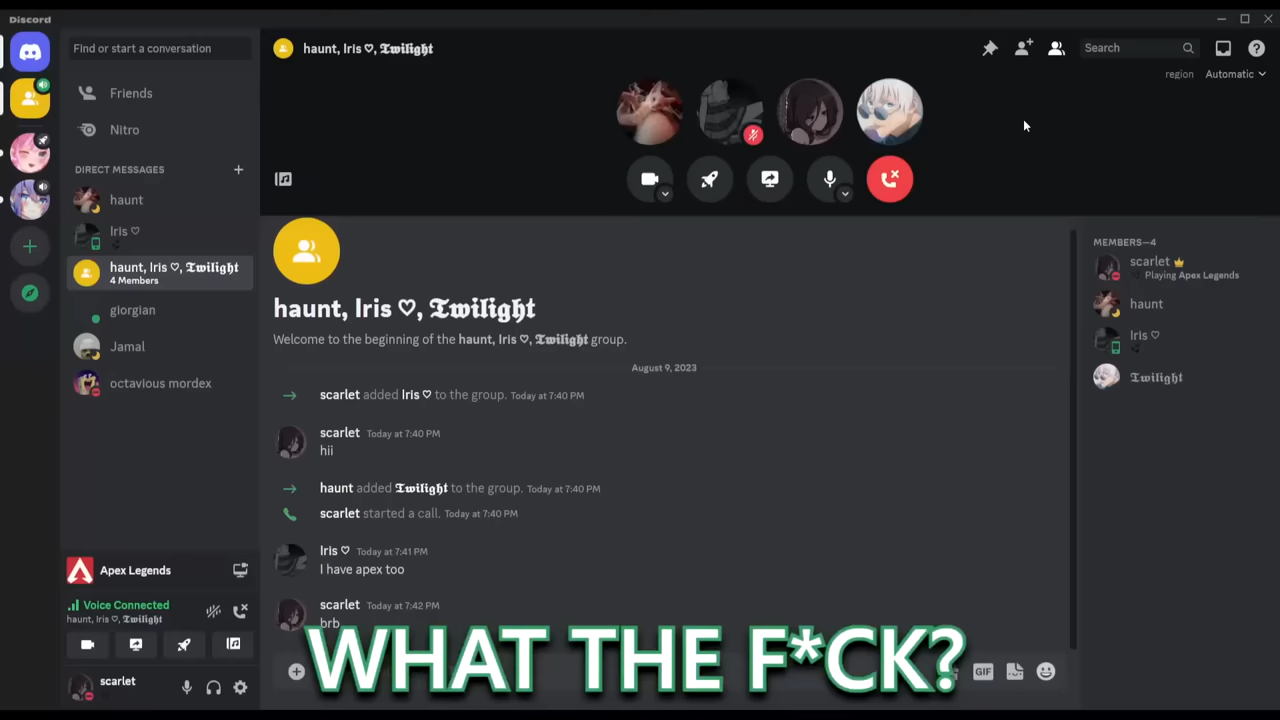 Discord
Find or start a conversation
Friends
Nitro
DIRECT MESSAGES
haunt
Iris ♡
haunt, Iris ♡, 𝕿𝖜𝖎𝖑𝖎𝖌𝖍𝖙
4 Members
glorgian
Jamal
octavious mordex
Apex Legends
Voice Connected
haunt, Iris ♡, 𝕿𝖜𝖎𝖑𝖎𝖌𝖍𝖙
scarlet
haunt, Iris ♡, 𝕿𝖜𝖎𝖑𝖎𝖌𝖍𝖙
Search
region Automatic
haunt, Iris ♡, 𝕿𝖜𝖎𝖑𝖎𝖌𝖍𝖙
Welcome to the beginning of the haunt, Iris ♡, 𝕿𝖜𝖎𝖑𝖎𝖌𝖍𝖙 group.
August 9, 2023
scarlet added Iris ♡ to the group. Today at 7:40 PM
scarlet Today at 7:40 PM
hii
haunt added 𝕿𝖜𝖎𝖑𝖎𝖌𝖍𝖙 to the group. Today at 7:40 PM
scarlet started a call. Today at 7:40 PM
Iris ♡ Today at 7:41 PM
I have apex too
scarlet Today at 7:42 PM
brb
GIF
MEMBERS—4
scarlet
Playing Apex Legends
haunt
Iris ♡
𝕿𝖜𝖎𝖑𝖎𝖌𝖍𝖙
WHAT THE F*CK?